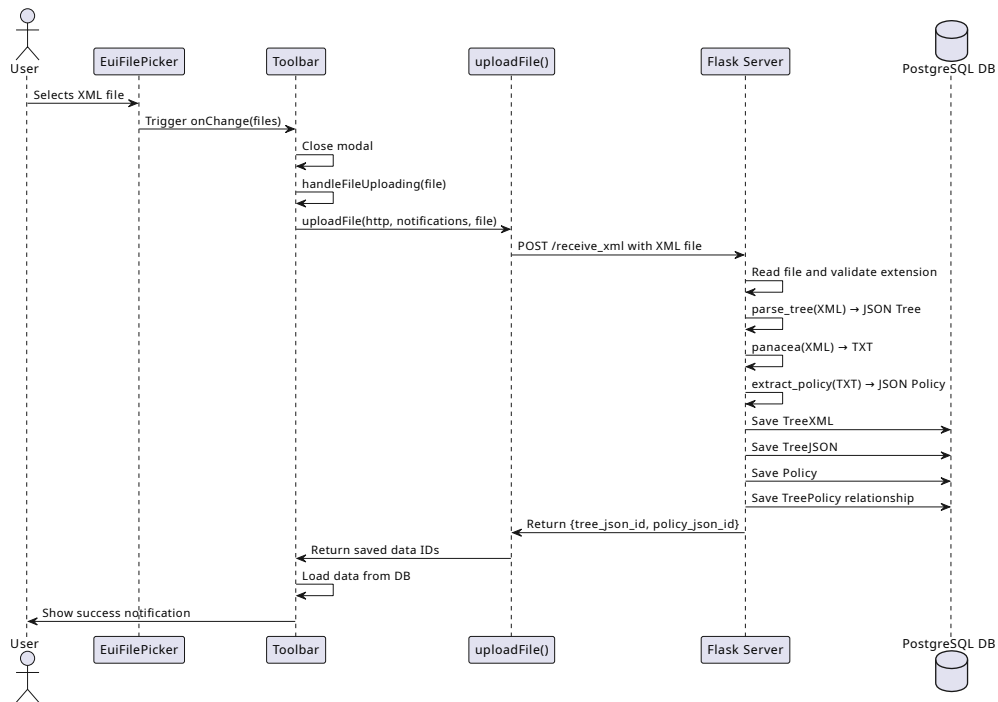 User
EuiFilePicker
Toolbar
uploadFile()
Flask Server
PostgreSQL DB
Selects XML file
Trigger onChange(files)
Close modal
handleFileUploading(file)
uploadFile(http, notifications, file)
POST /receive_xml with XML file
Read file and validate extension
parse_tree(XML) → JSON Tree
panacea(XML) → TXT
extract_policy(TXT) → JSON Policy
Save TreeXML
Save TreeJSON
Save Policy
Save TreePolicy relationship
Return {tree_json_id, policy_json_id}
Return saved data IDs
Load data from DB
Show success notification
User
EuiFilePicker
Toolbar
uploadFile()
Flask Server
PostgreSQL DB